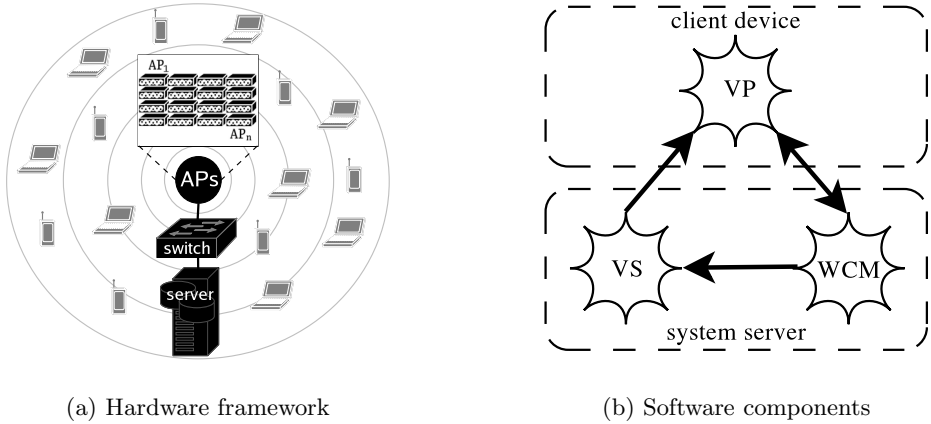 AP1
APn
APs
switch
server
(a) Hardware framework
client device
VP
VS
WCM
system server
(b) Software components